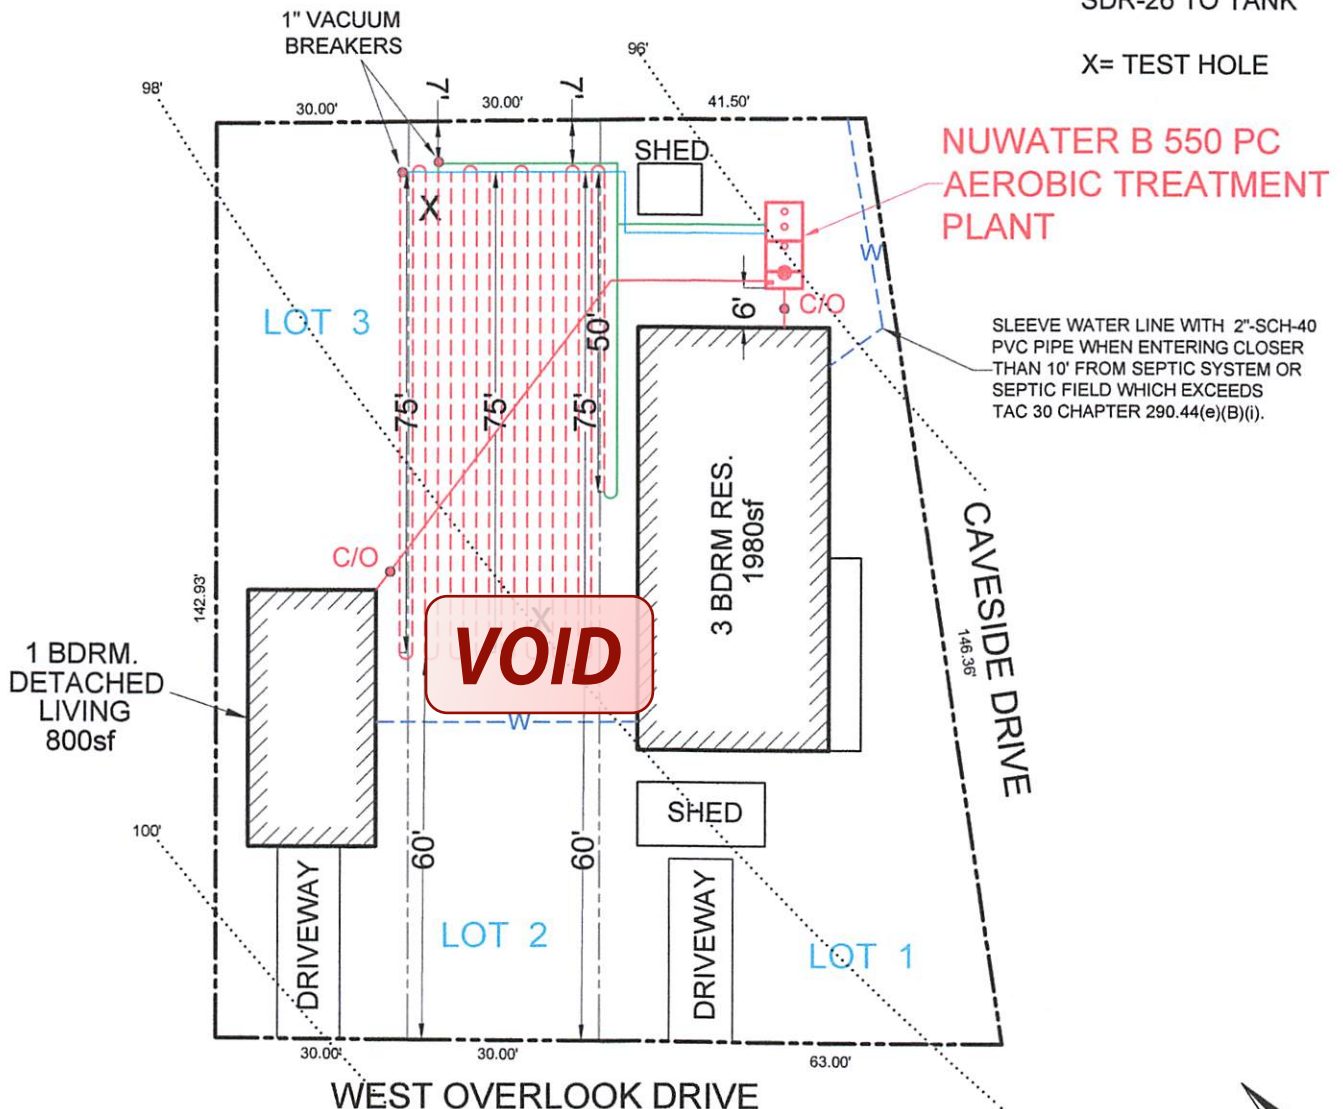 SDR-26 TO TANK
X= TEST HOLE
1" VACUUM
BREAKERS
98'
96'
30.00'
7'
30.00'
7'
41.50'
SHED
NUWATER B 550 PC
AEROBIC TREATMENT
PLANT
X
W
LOT 3
C/O
6'
50'
SLEEVE WATER LINE WITH 2"-SCH-40
PVC PIPE WHEN ENTERING CLOSER
THAN 10' FROM SEPTIC SYSTEM OR
SEPTIC FIELD WHICH EXCEEDS
TAC 30 CHAPTER 290.44(e)(B)(i).
75'
75'
75'
3 BDRM RES.
1980sf
CAVESIDE DRIVE
146.36'
C/O
142.93'
X
VOID
1 BDRM.
DETACHED
LIVING
800sf
W
SHED
100'
60'
60'
DRIVEWAY
LOT 2
DRIVEWAY
LOT 1
30.00'
30.00'
63.00'
WEST OVERLOOK DRIVE